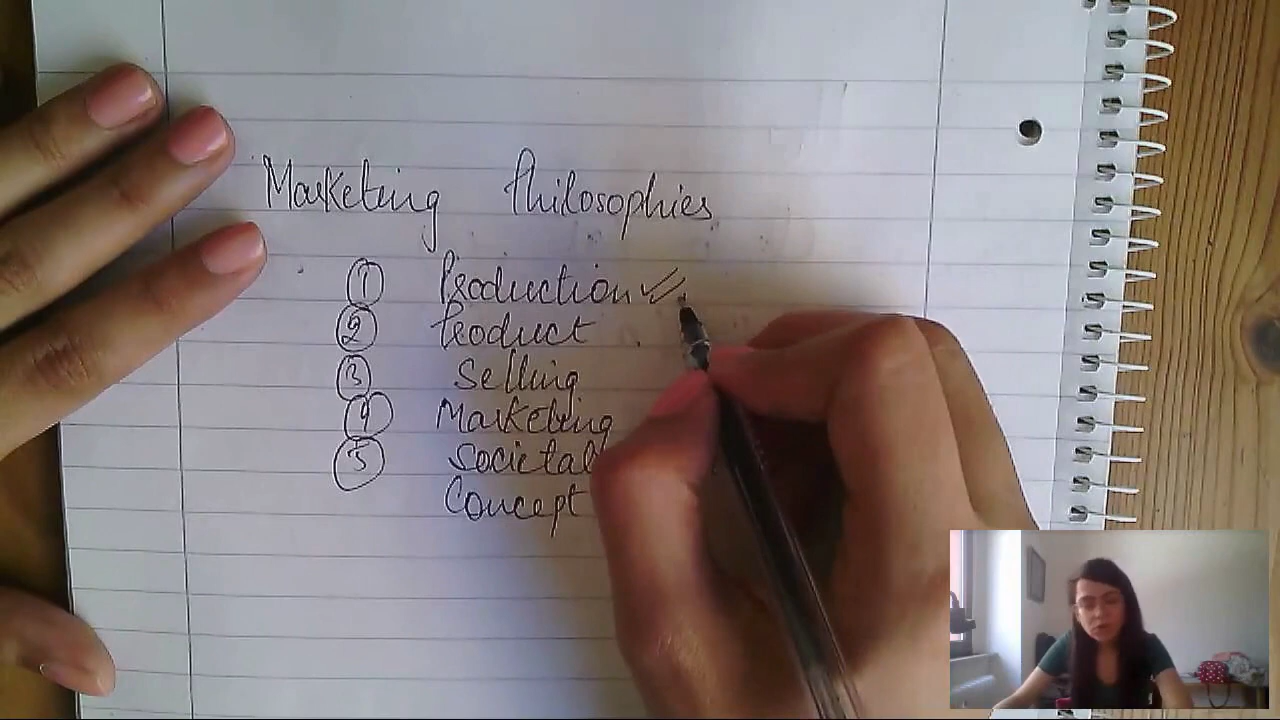 Marketing Philosophies
① Production
② Product
③ Selling
④ Marketing
⑤ Societal
Concept